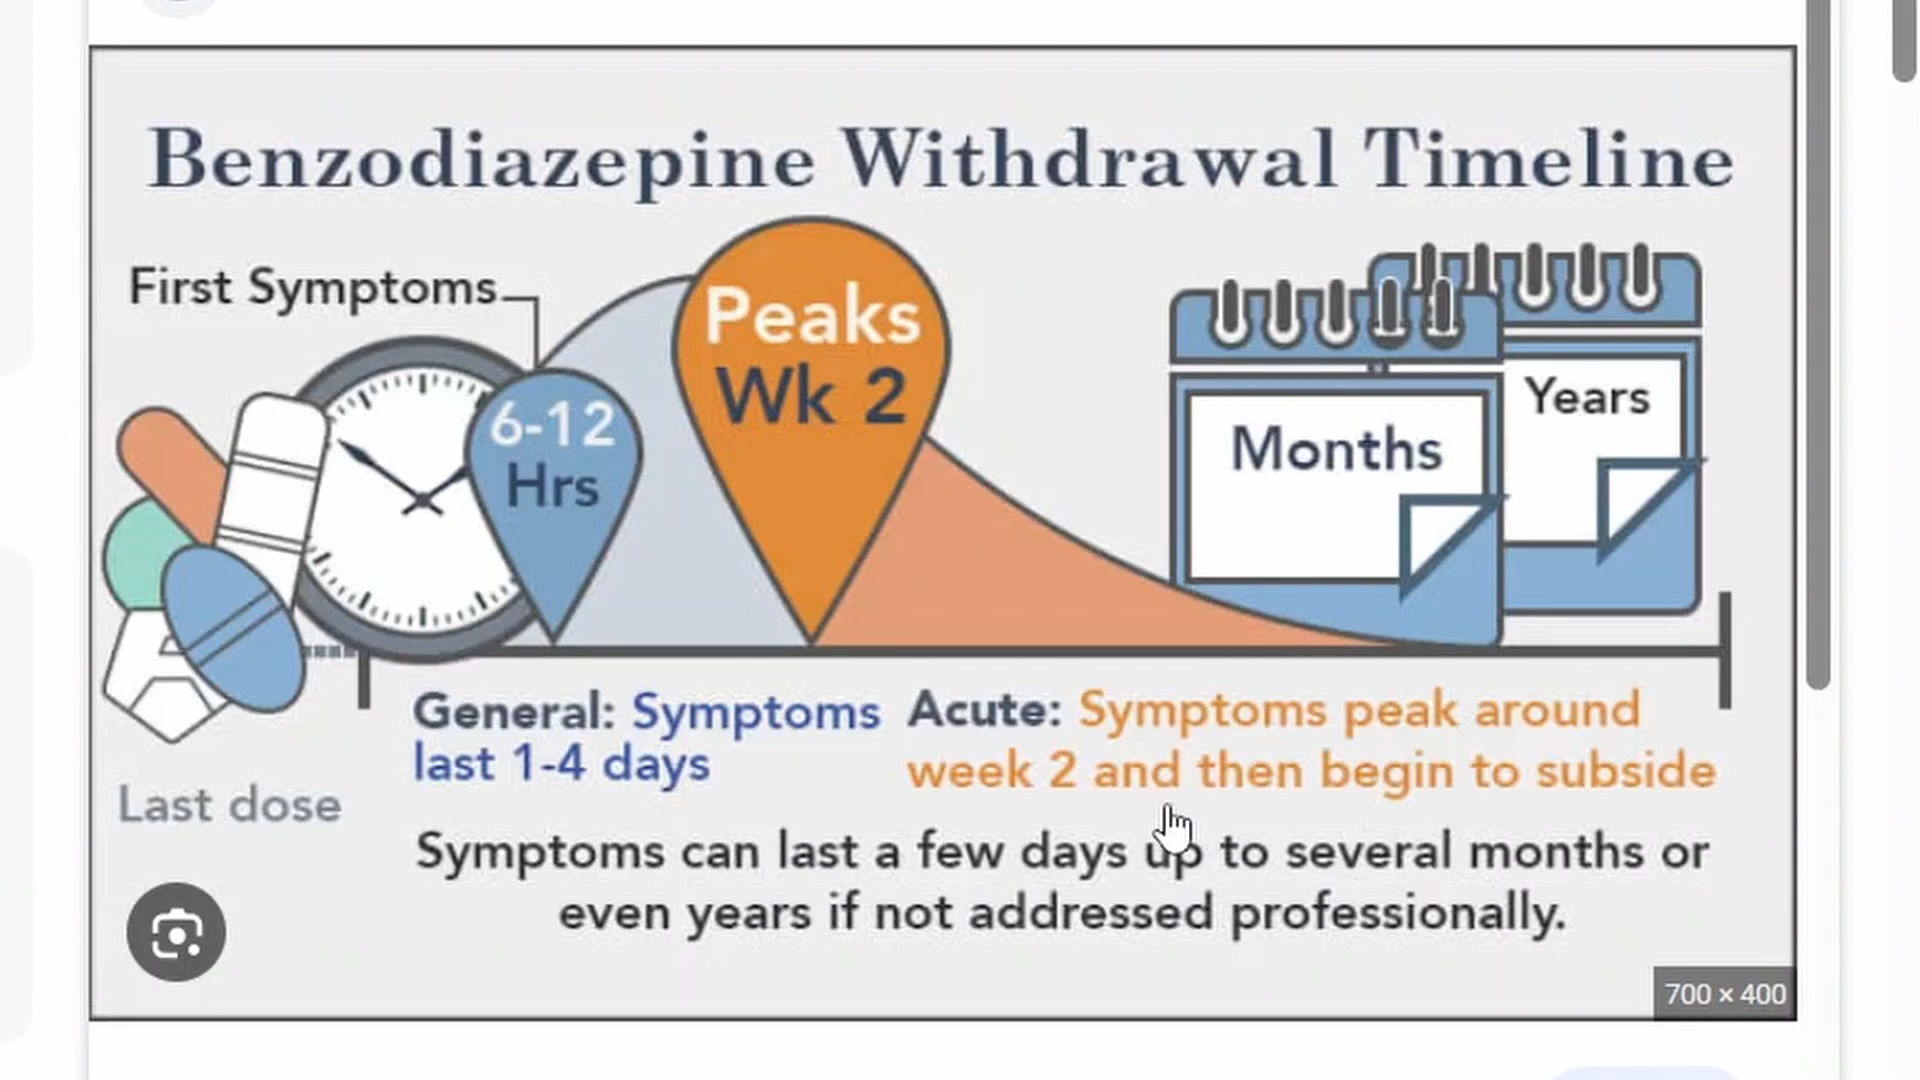 Benzodiazepine Withdrawal Timeline
First Symptoms
6-12
Hrs
Peaks
Wk 2
Months
Years
General: Symptoms
last 1-4 days
Acute: Symptoms peak around
week 2 and then begin to subside
Last dose
Symptoms can last a few days up to several months or
even years if not addressed professionally.
700 × 400